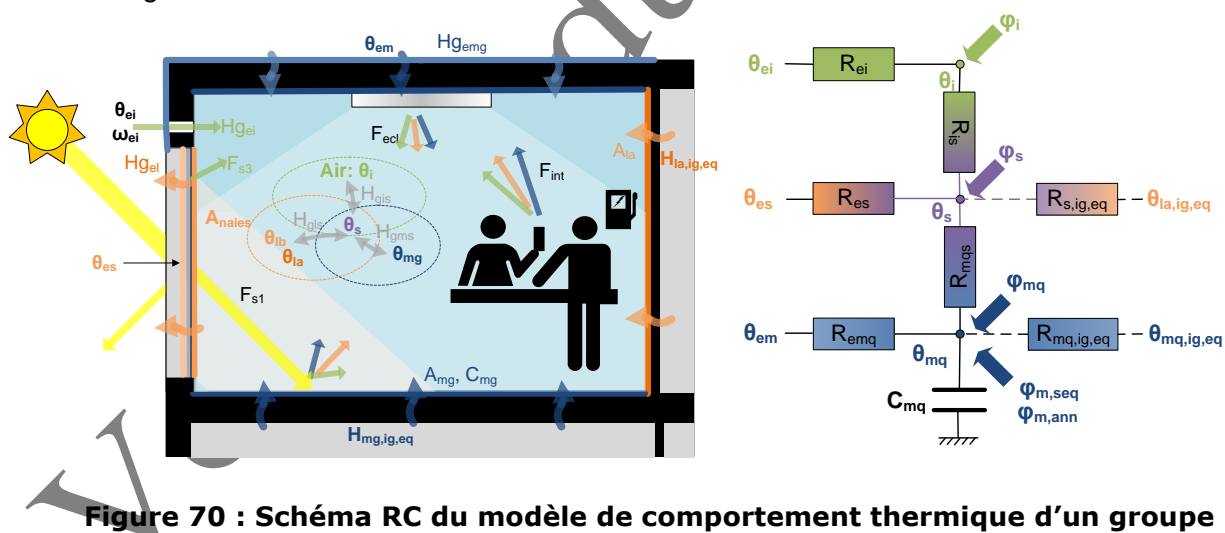 θem Hgemg
θei
ωei
Hgei
Hgel
Fs3
Fecl
Fint
Ala
Hla,ig,eq
Air: θi
Hgis
Anaies
Hgls
θs
Hgms
θlb
θla
θmg
θes
Fs1
Amg, Cmg
Hmg,ig,eq
φi
θei Rei
θi
Ris
φs
θes Res θs Rs,ig,eq θla,ig,eq
Rmqs
φmq
θem Remq θmq Rmq,ig,eq θmq,ig,eq
Cmq
φm,seq
φm,ann
Figure 70 : Schéma RC du modèle de comportement thermique d’un groupe